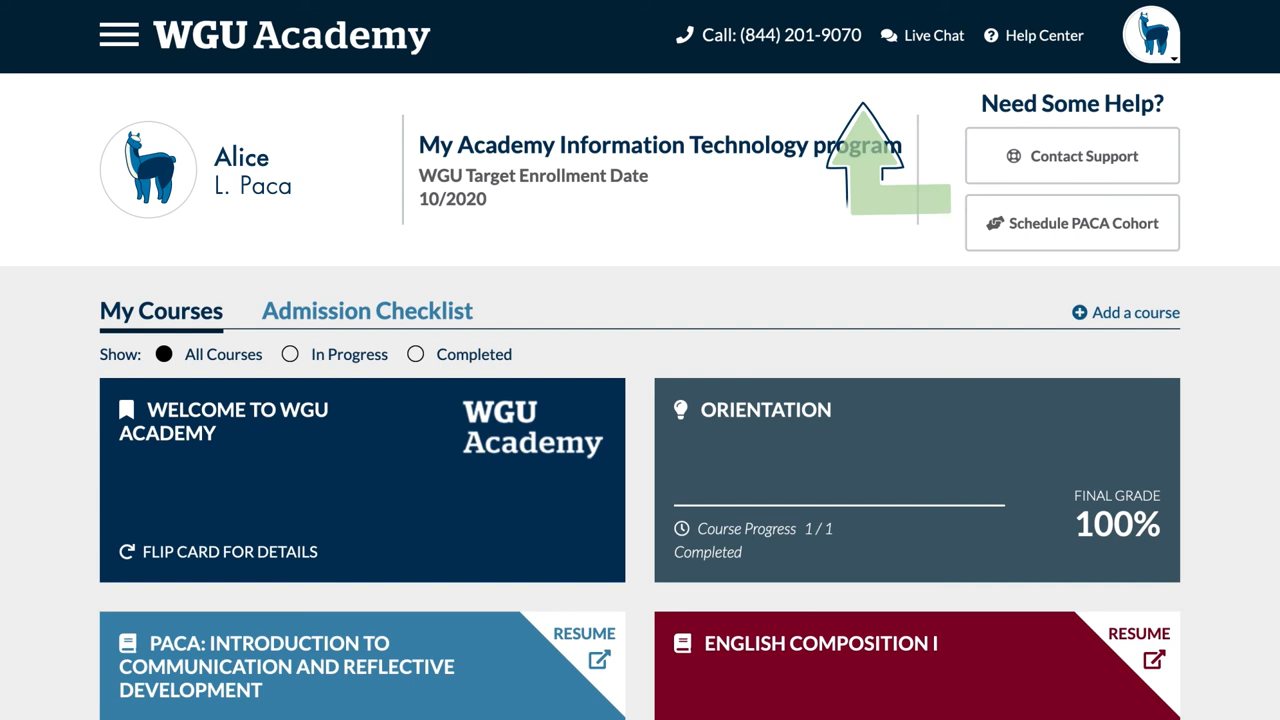 WGU Academy
Call: (844) 201-9070
Live Chat
Help Center
Alice
L. Paca
My Academy Information Technology program
WGU Target Enrollment Date
10/2020
Need Some Help?
Contact Support
Schedule PACA Cohort
My Courses
Admission Checklist
Add a course
Show: All Courses In Progress Completed
WELCOME TO WGU
ACADEMY
WGU
Academy
FLIP CARD FOR DETAILS
ORIENTATION
Course Progress 1 / 1
Completed
FINAL GRADE
100%
PACA: INTRODUCTION TO
COMMUNICATION AND REFLECTIVE
DEVELOPMENT
RESUME
ENGLISH COMPOSITION I
RESUME